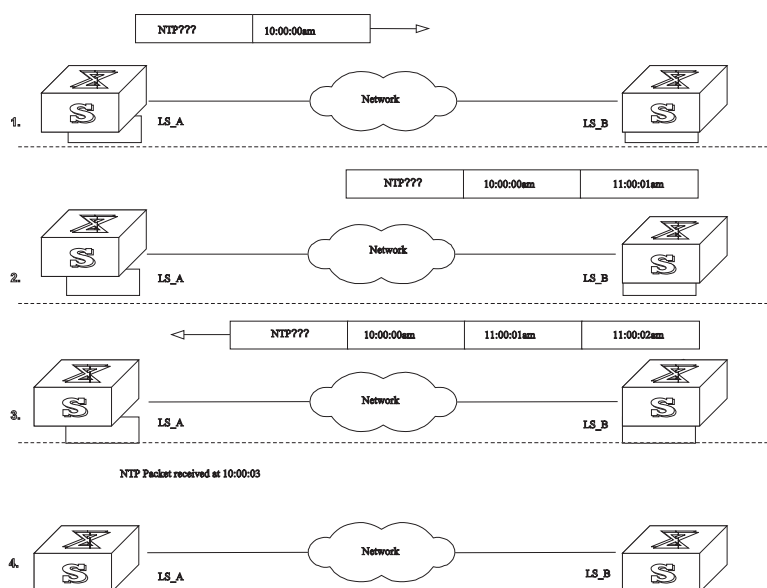 NTP??? 10:00:00am
Network
LS_A
LS_B
1.
NTP??? 10:00:00am 11:00:01am
Network
LS_A
LS_B
2.
NTP??? 10:00:00am 11:00:01am 11:00:02am
Network
LS_A
LS_B
3.
NTP Packet received at 10:00:03
Network
LS_A
LS_B
4.
S
S
S
S
S
S
S
S